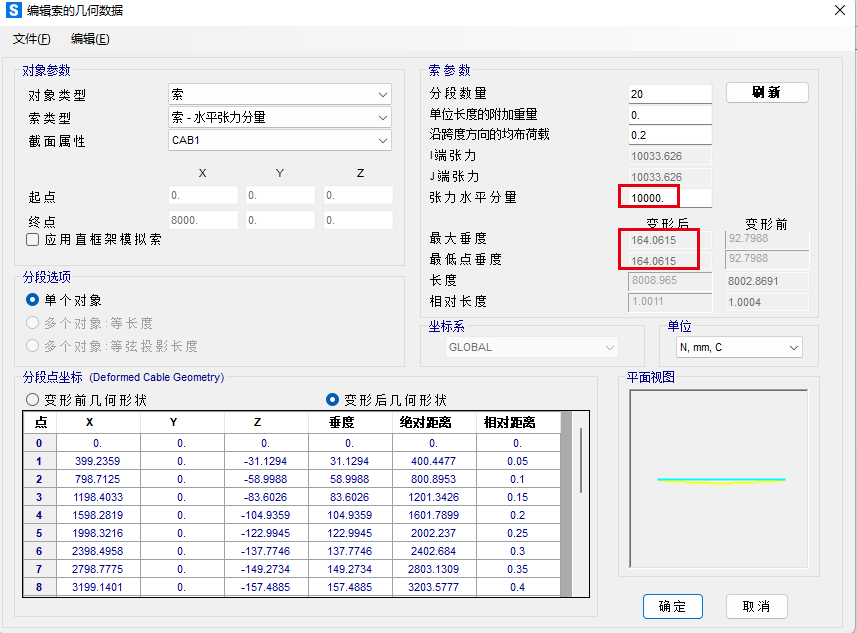 S 编辑索的几何数据
文件(F) 编辑(E)
对象参数
对象类型 索
索类型 索 - 水平张力分量
截面属性 CAB1
X Y Z
起点 0. 0. 0.
终点 8000. 0. 0.
应用直框架模拟索
分段选项
单个对象
多个对象:等长度
多个对象:等弦投影长度
索参数
分段数量 20 刷新
单位长度的附加重量 0.
沿跨度方向的均布荷载 0.2
I端张力 10033.626
J端张力 10033.626
张力水平分量 10000.
变形后 变形前
最大垂度 164.0615 92.7988
最低点垂度 164.0615 92.7988
长度 8008.965 8002.8691
相对长度 1.0011 1.0004
坐标系
GLOBAL
单位
N, mm, C
分段点坐标 (Deformed Cable Geometry)
变形前几何形状 变形后几何形状
点 X Y Z 垂度 绝对距离 相对距离
0 0. 0. 0. 0. 0. 0.
1 399.2359 0. -31.1294 31.1294 400.4477 0.05
2 798.7125 0. -58.9988 58.9988 800.8953 0.1
3 1198.4033 0. -83.6026 83.6026 1201.3426 0.15
4 1598.2819 0. -104.9359 104.9359 1601.7899 0.2
5 1998.3216 0. -122.9945 122.9945 2002.237 0.25
6 2398.4958 0. -137.7746 137.7746 2402.684 0.3
7 2798.7775 0. -149.2734 149.2734 2803.1309 0.35
8 3199.1401 0. -157.4885 157.4885 3203.5777 0.4
平面视图
确定 取消